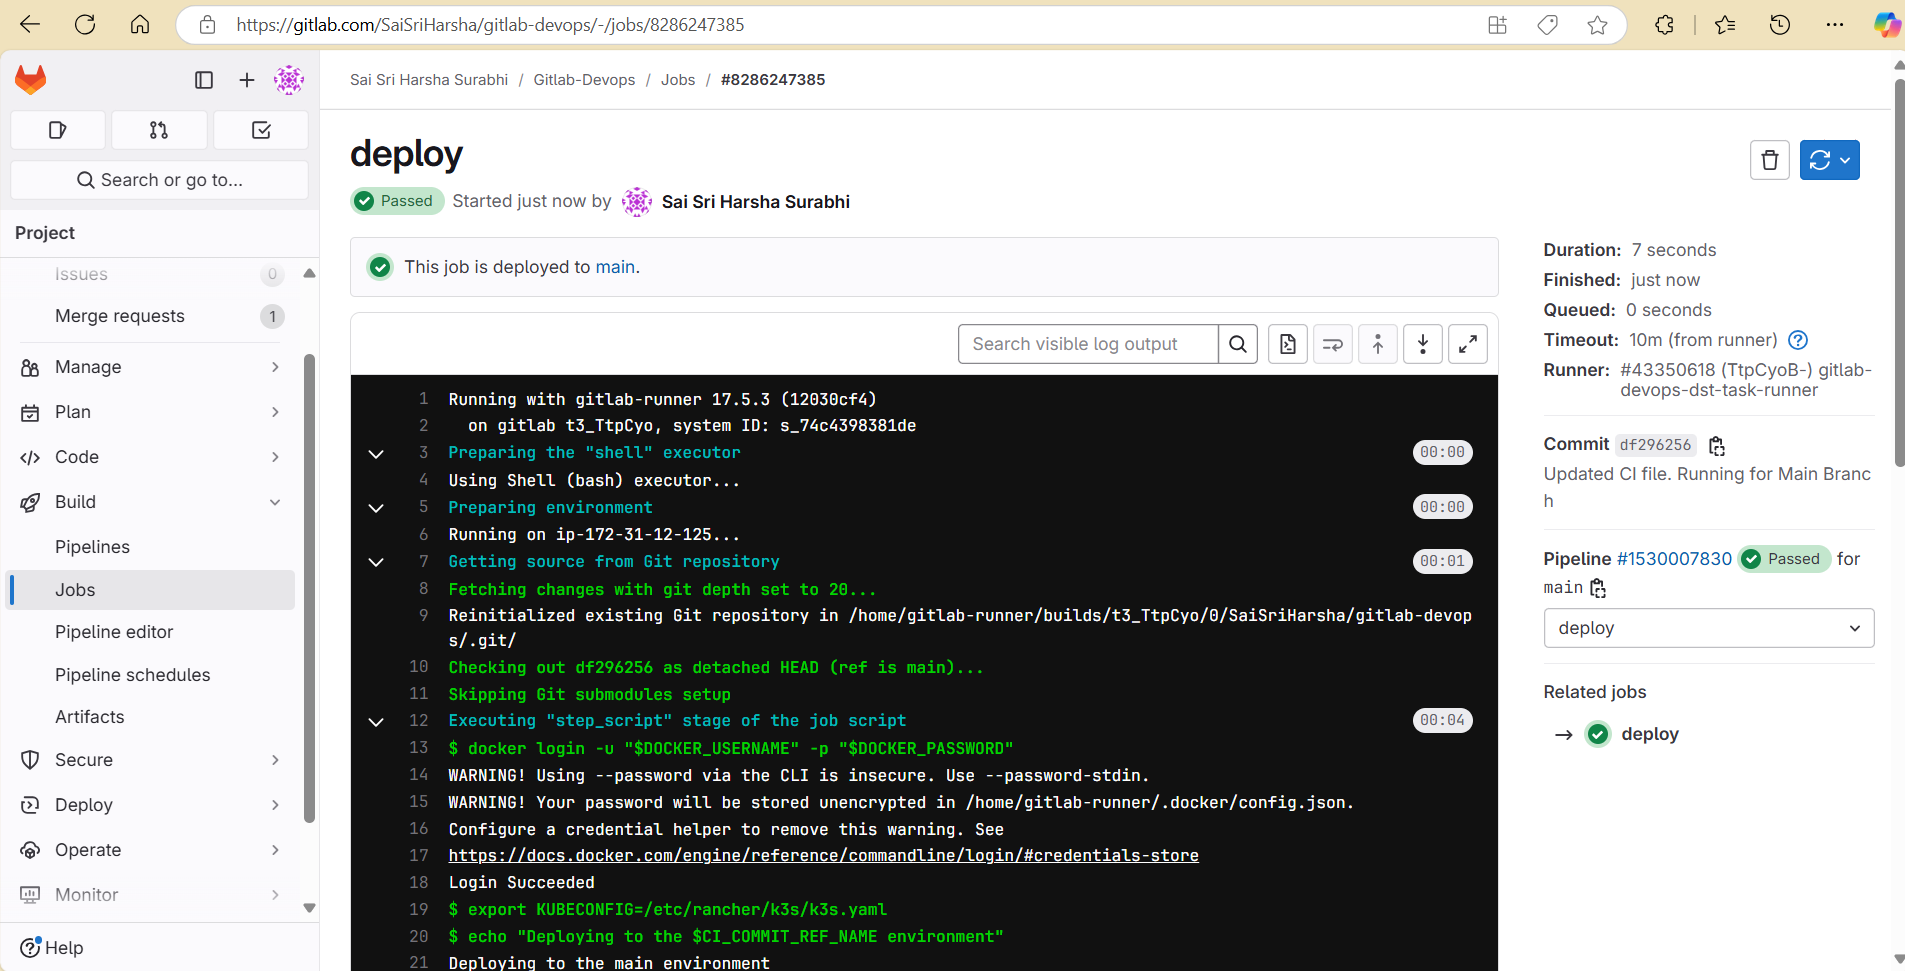 https://gitlab.com/SaiSriHarsha/gitlab-devops/-/jobs/8286247385
Search or go to...
Project
Issues 0
Merge requests 1
Manage
Plan
Code
Build
Pipelines
Jobs
Pipeline editor
Pipeline schedules
Artifacts
Secure
Deploy
Operate
Monitor
Help
Sai Sri Harsha Surabhi / Gitlab-Devops / Jobs / #8286247385
deploy
Passed Started just now by Sai Sri Harsha Surabhi
This job is deployed to main.
Search visible log output
1 Running with gitlab-runner 17.5.3 (12030cf4)
2 on gitlab t3_TtpCyo, system ID: s_74c4398381de
3 Preparing the "shell" executor 00:00
4 Using Shell (bash) executor...
5 Preparing environment 00:00
6 Running on ip-172-31-12-125...
7 Getting source from Git repository 00:01
8 Fetching changes with git depth set to 20...
9 Reinitialized existing Git repository in /home/gitlab-runner/builds/t3_TtpCyo/0/SaiSriHarsha/gitlab-devop
s/.git/
10 Checking out df296256 as detached HEAD (ref is main)...
11 Skipping Git submodules setup
12 Executing "step_script" stage of the job script 00:04
13 $ docker login -u "$DOCKER_USERNAME" -p "$DOCKER_PASSWORD"
14 WARNING! Using --password via the CLI is insecure. Use --password-stdin.
15 WARNING! Your password will be stored unencrypted in /home/gitlab-runner/.docker/config.json.
16 Configure a credential helper to remove this warning. See
17 https://docs.docker.com/engine/reference/commandline/login/#credentials-store
18 Login Succeeded
19 $ export KUBECONFIG=/etc/rancher/k3s/k3s.yaml
20 $ echo "Deploying to the $CI_COMMIT_REF_NAME environment"
21 Deploying to the main environment
Duration: 7 seconds
Finished: just now
Queued: 0 seconds
Timeout: 10m (from runner)
Runner: #43350618 (TtpCyoB-) gitlab-
devops-dst-task-runner
Commit df296256
Updated CI file. Running for Main Branc
h
Pipeline #1530007830 Passed for
main
deploy
Related jobs
deploy